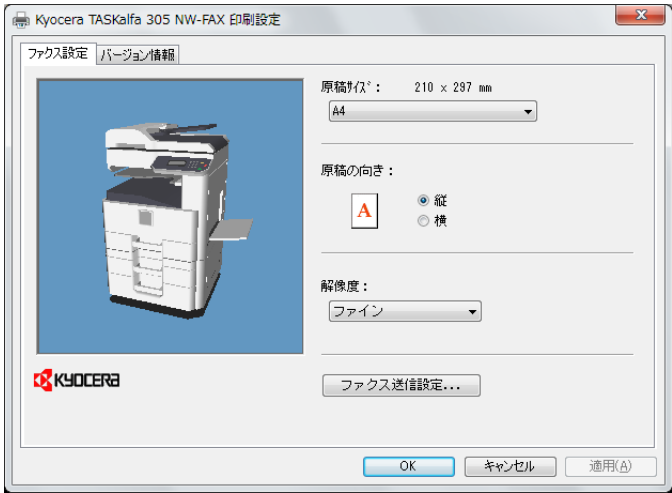 Kyocera TASKalfa 305 NW-FAX 印刷設定
ファクス設定
バージョン情報
原稿ｻｲｽﾞ: 210 x 297 mm
A4
原稿の向き:
A
縦
横
解像度:
ファイン
KYOCERA
ファクス送信設定...
OK
キャンセル
適用(A)